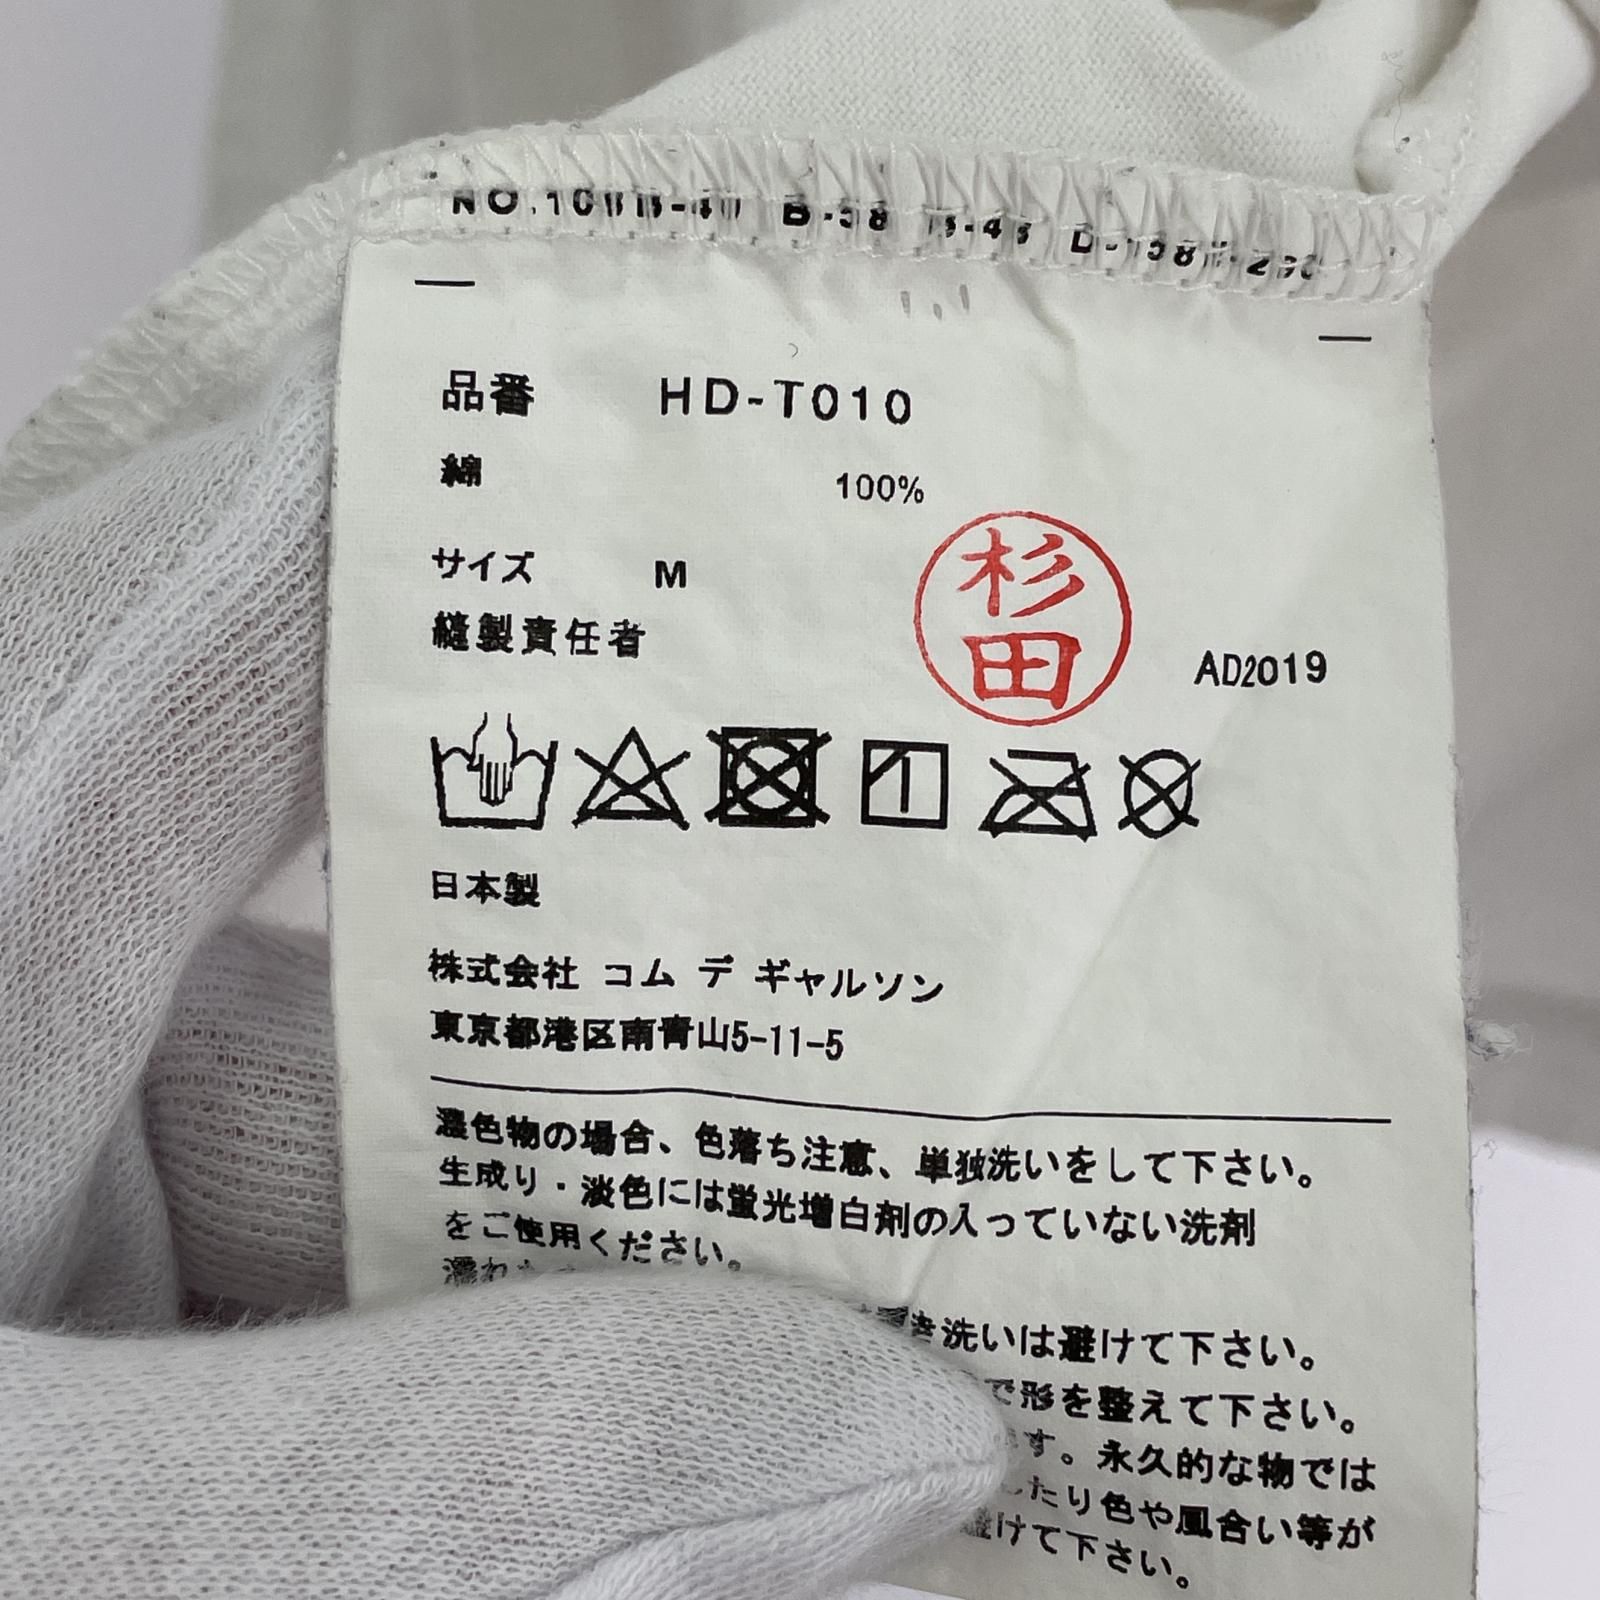 品番 HD-T010
綿 100%
サイズ M
縫製責任者
杉田
AD2019
日本製
株式会社 コム デ ギャルソン
東京都港区南青山5-11-5
濃色物の場合、色落ち注意、単独洗いをして下さい。
生成り・淡色には蛍光増白剤の入っていない洗剤
をご使用ください。
濡れ
洗いは避けて下さい。
で形を整えて下さい。
す。永久的な物では
たり色や風合い等が
避けて下さい。